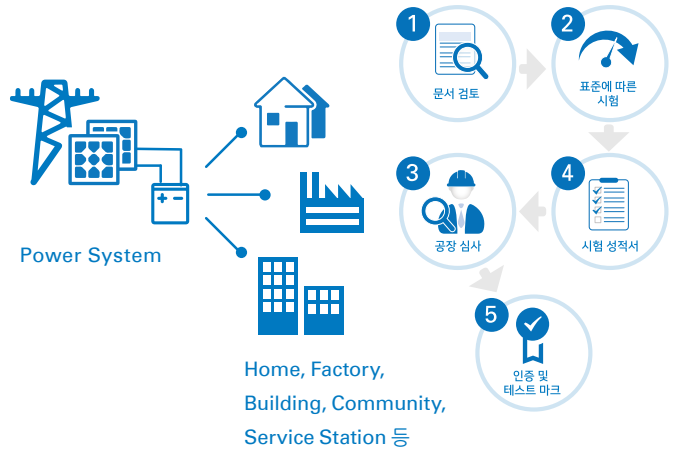 1
문서 검토
2
표준에 따른
시험
3
공장 심사
4
시험 성적서
5
인증 및
테스트 마크
Power System
Home, Factory,
Building, Community,
Service Station 등